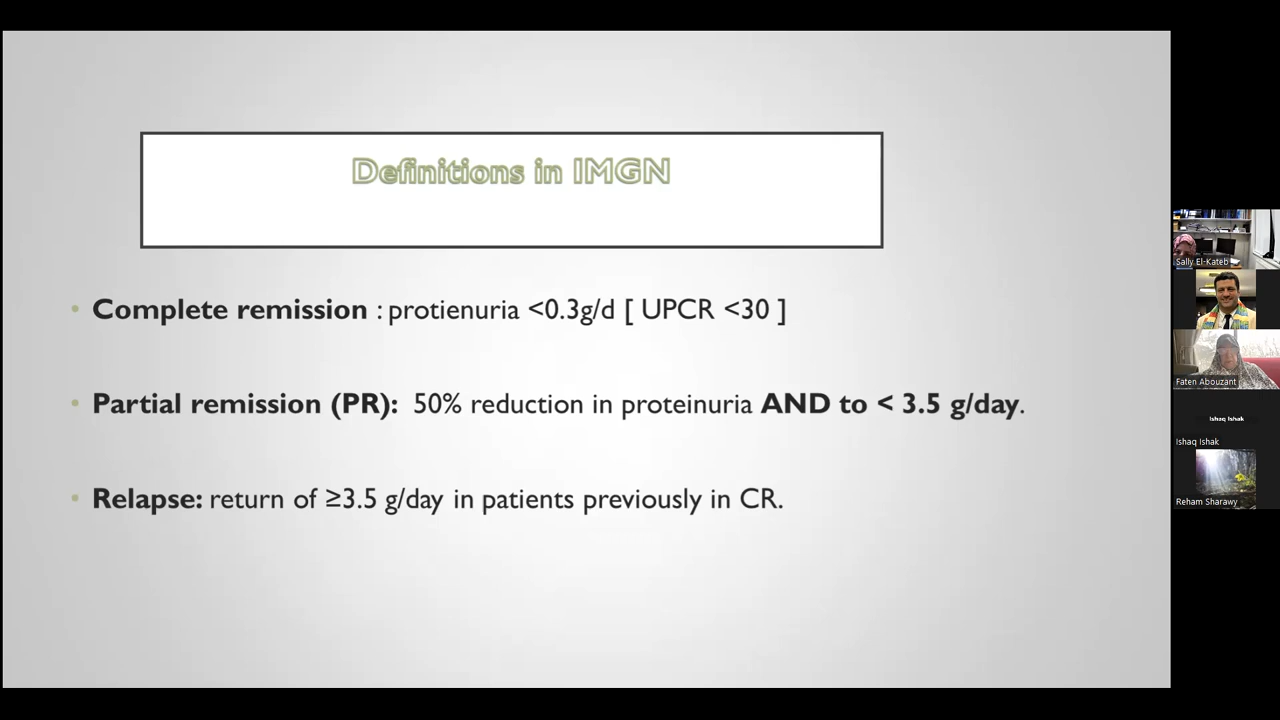 Definitions in IMGN
• Complete remission : protienuria <0.3g/d [ UPCR <30 ]
• Partial remission (PR): 50% reduction in proteinuria AND to < 3.5 g/day.
• Relapse: return of ≥3.5 g/day in patients previously in CR.
Sally El-Kateb
Faten Abouzant
Ishaq Ishak
Ishaq Ishak
Reham Sharawy